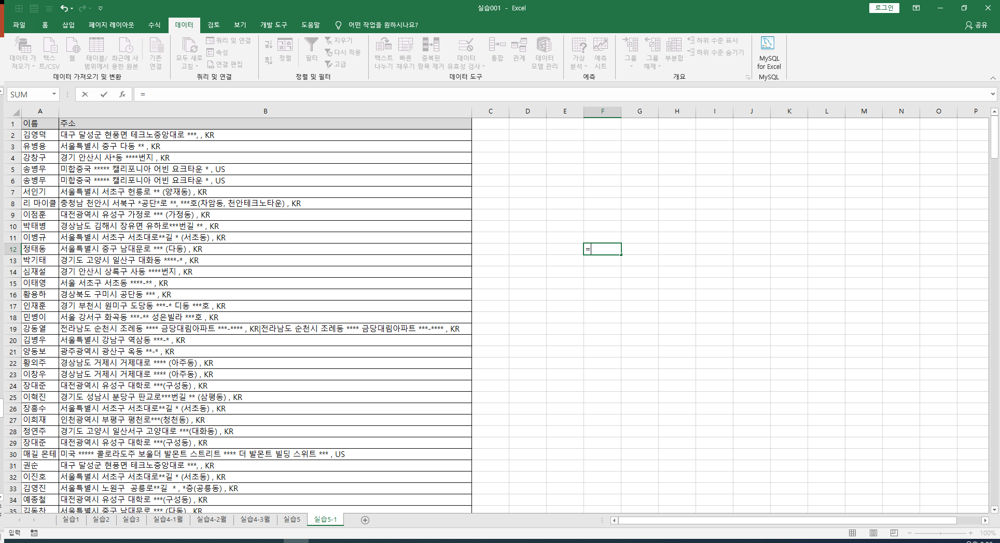 실습001 - Excel
로그인
파일 홈 삽입 페이지 레이아웃 수식 데이터 검토 보기 개발 도구 도움말 어떤 작업을 원하시나요? 공유
데이터 가져오기
텍스트/CSV
웹
테이블/범위에서
최근에 사용한 원본
기존 연결
데이터 가져오기 및 변환
모두 새로 고침
쿼리 및 연결
속성
연결 편집
쿼리 및 연결
정렬
필터
지우기
다시 적용
고급
정렬 및 필터
텍스트 나누기
빠른 채우기
중복된 항목 제거
데이터 유효성 검사
통합
관계
데이터 모델 관리
데이터 도구
가상 분석
예측 시트
예측
그룹
그룹 해제
부분합
하위 수준 표시
하위 수준 숨기기
개요
MySQL for Excel
MySQL
SUM fx =
A B C D E F G H I J K L M N O P
1 이름 주소
2 김영덕 대구 달성군 현풍면 테크노중앙대로 ***, , KR
3 유병용 서울특별시 중구 다동 ** , KR
4 강창구 경기 안산시 사*동 ****번지 , KR
5 송병무 미합중국 ***** 캘리포니아 어빈 요크타운 * , US
6 송병무 미합중국 ***** 캘리포니아 어빈 요크타운 * , US
7 서인기 서울특별시 서초구 헌릉로 ** (양재동) , KR
8 리 마이클 충청남 천안시 서북구 *공단*로 **, ***호(차암동, 천안테크노타운) , KR
9 이점훈 대전광역시 유성구 가정로 *** (가정동) , KR
10 박태병 경상남도 김해시 장유면 유하로***번길 ** , KR
11 이병규 서울특별시 서초구 서초대로**길 * (서초동) , KR
12 정태동 서울특별시 중구 남대문로 *** (다동) , KR =
13 박기태 경기도 고양시 일산구 대화동 ****-* , KR
14 심재설 경기 안산시 상록구 사동 ****번지 , KR
15 이태영 서울 서초구 서초동 ****-** , KR
16 황용하 경상북도 구미시 공단동 *** , KR
17 인재훈 경기 부천시 원미구 도당동 ***-* 디동 ***호 , KR
18 민병이 서울 강서구 화곡동 ***-** 성은빌라 ***호 , KR
19 강동열 전라남도 순천시 조례동 **** 금당대림아파트 ***-**** , KR|전라남도 순천시 조례동 **** 금당대림아파트 ***-**** , KR
20 김병우 서울특별시 강남구 역삼동 ***-* , KR
21 양동보 광주광역시 광산구 옥동 **-* , KR
22 황외주 경상남도 거제시 거제대로 **** (아주동) , KR
23 이창우 경상남도 거제시 거제대로 **** (아주동) , KR
24 장대준 대전광역시 유성구 대학로 ***(구성동) , KR
25 이혁진 경기도 성남시 분당구 판교로***번길 ** (삼평동) , KR
26 장흥수 서울특별시 서초구 서초대로**길 * (서초동) , KR
27 이희재 인천광역시 부평구 평천로***(청천동) , KR
28 정연주 경기도 고양시 일산서구 고양대로 ***(대화동) , KR
29 장대준 대전광역시 유성구 대학로 ***(구성동) , KR
30 매길 몬테 미국 ***** 콜로라도주 보울더 발몬트 스트리트 **** 더 발몬트 빌딩 스위트 *** , US
31 권순 대구 달성군 현풍면 테크노중앙대로 ***, , KR
32 이진호 서울특별시 서초구 서초대로**길 * (서초동) , KR
33 김영진 서울특별시 노원구 공릉로**길 * , *층(공릉동) , KR
34 예종철 대전광역시 유성구 대학로 ***(구성동) , KR
35 김동찬 서울특별시 중구 남대문로 *** (다동) , KR
실습1 실습2 실습3 실습4-1월 실습4-2월 실습4-3월 실습5 실습5-1
입력 100%